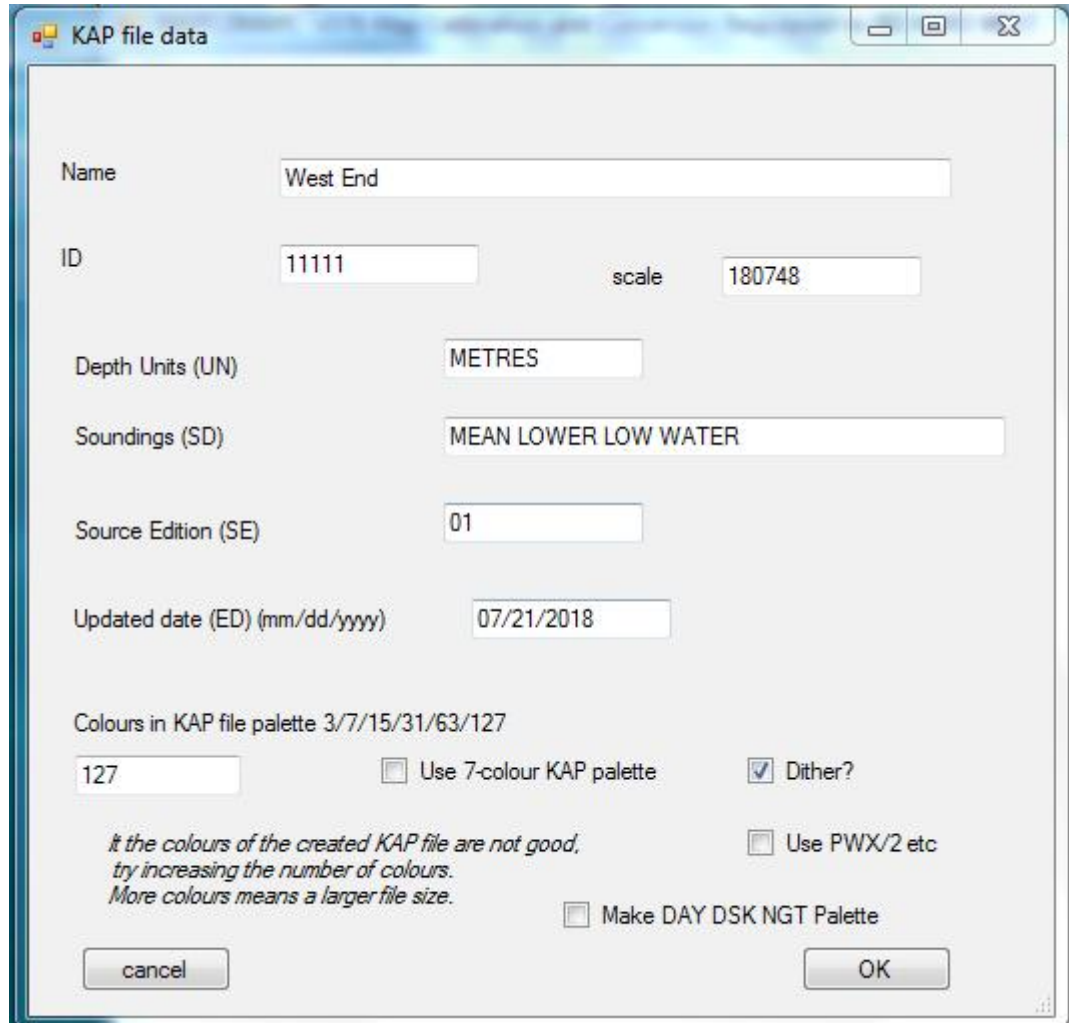 KAP file data
Name
West End
ID
11111
scale
180748
Depth Units (UN)
METRES
Soundings (SD)
MEAN LOWER LOW WATER
Source Edition (SE)
01
Updated date (ED) (mm/dd/yyyy)
07/21/2018
Colours in KAP file palette 3/7/15/31/63/127
127
Use 7-colour KAP palette
Dither?
It the colours of the created KAP file are not good,
try increasing the number of colours.
More colours means a larger file size.
Use PWX/2 etc
Make DAY DSK NGT Palette
cancel
OK